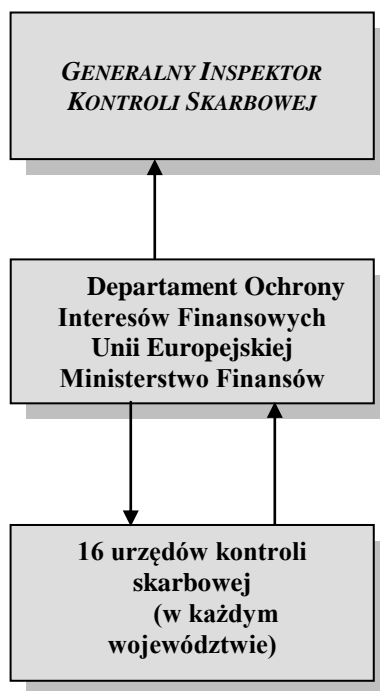 GENERALNY INSPEKTOR
KONTROLI SKARBOWEJ
Departament Ochrony
Interesów Finansowych
Unii Europejskiej
Ministerstwo Finansów
16 urzędów kontroli
skarbowej
(w każdym
województwie)